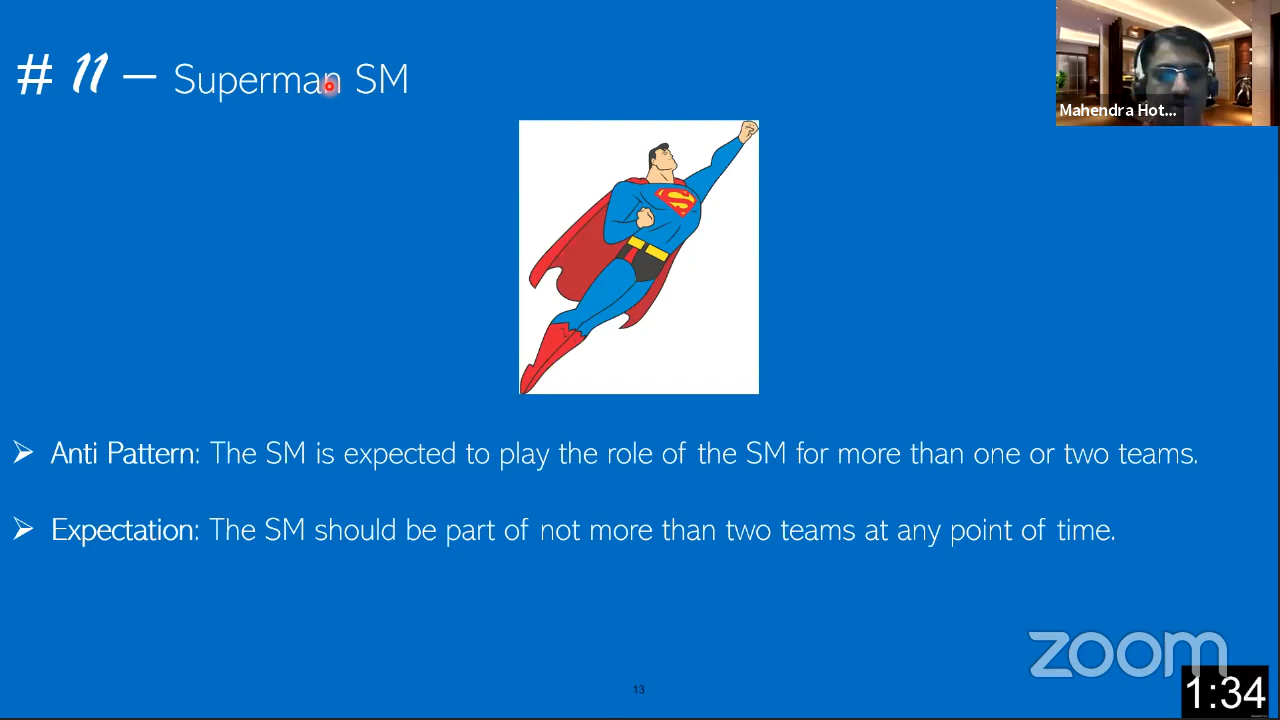 # 11 – Superman SM
Mahendra Hot...
S
➢ Anti Pattern: The SM is expected to play the role of the SM for more than one or two teams.
➢ Expectation: The SM should be part of not more than two teams at any point of time.
zoom
13
1:34